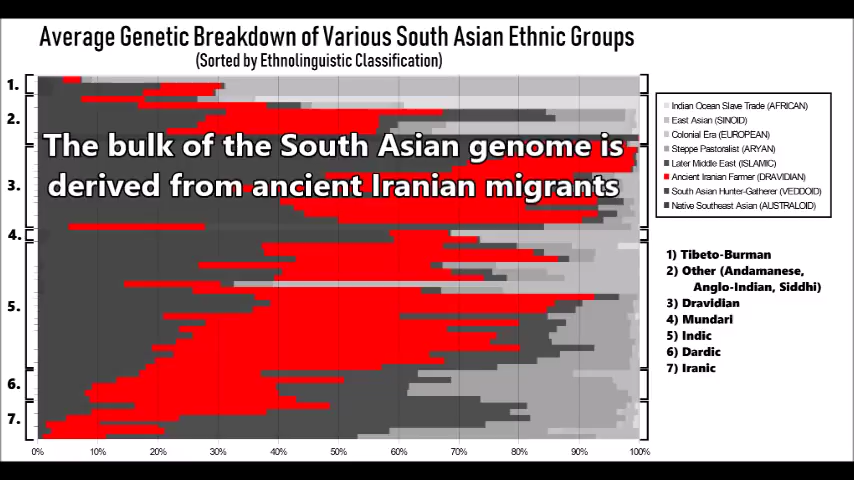 Average Genetic Breakdown of Various South Asian Ethnic Groups
(Sorted by Ethnolinguistic Classification)
1.
2.
3.
4.
5.
6.
7.
The bulk of the South Asian genome is
derived from ancient Iranian migrants
0% 10% 20% 30% 40% 50% 60% 70% 80% 90% 100%
Indian Ocean Slave Trade (AFRICAN)
East Asian (SINOID)
Colonial Era (EUROPEAN)
Steppe Pastoralist (ARYAN)
Later Middle East (ISLAMIC)
Ancient Iranian Farmer (DRAVIDIAN)
South Asian Hunter-Gatherer (VEDDOID)
Native Southeast Asian (AUSTRALOID)
1) Tibeto-Burman
2) Other (Andamanese,
Anglo-Indian, Siddhi)
3) Dravidian
4) Mundari
5) Indic
6) Dardic
7) Iranic